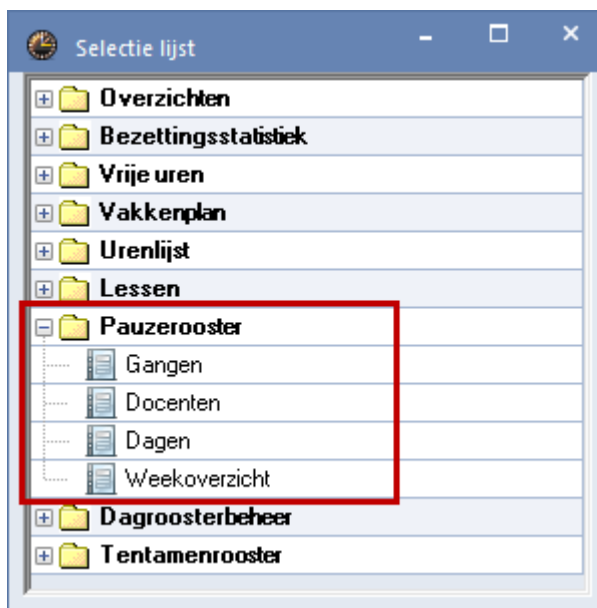 Selectie lijst
Overzichten
Bezettingsstatistiek
Vrije uren
Vakkenplan
Urenlijst
Lessen
Pauzerooster
Gangen
Docenten
Dagen
Weekoverzicht
Dagroosterbeheer
Tentamenrooster